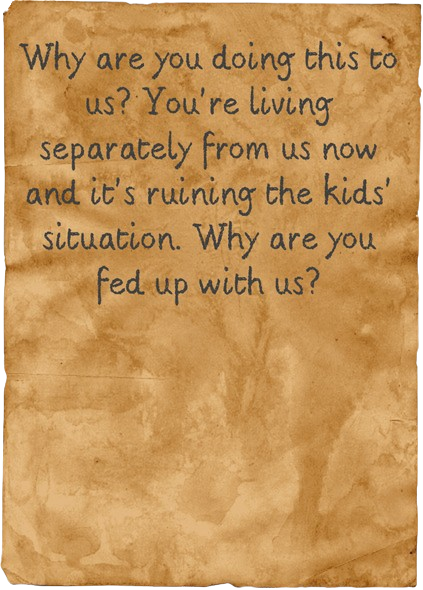 Why are you doing this to
us? You're living
separately from us now
and it's ruining the kids'
situation. Why are you
fed up with us?